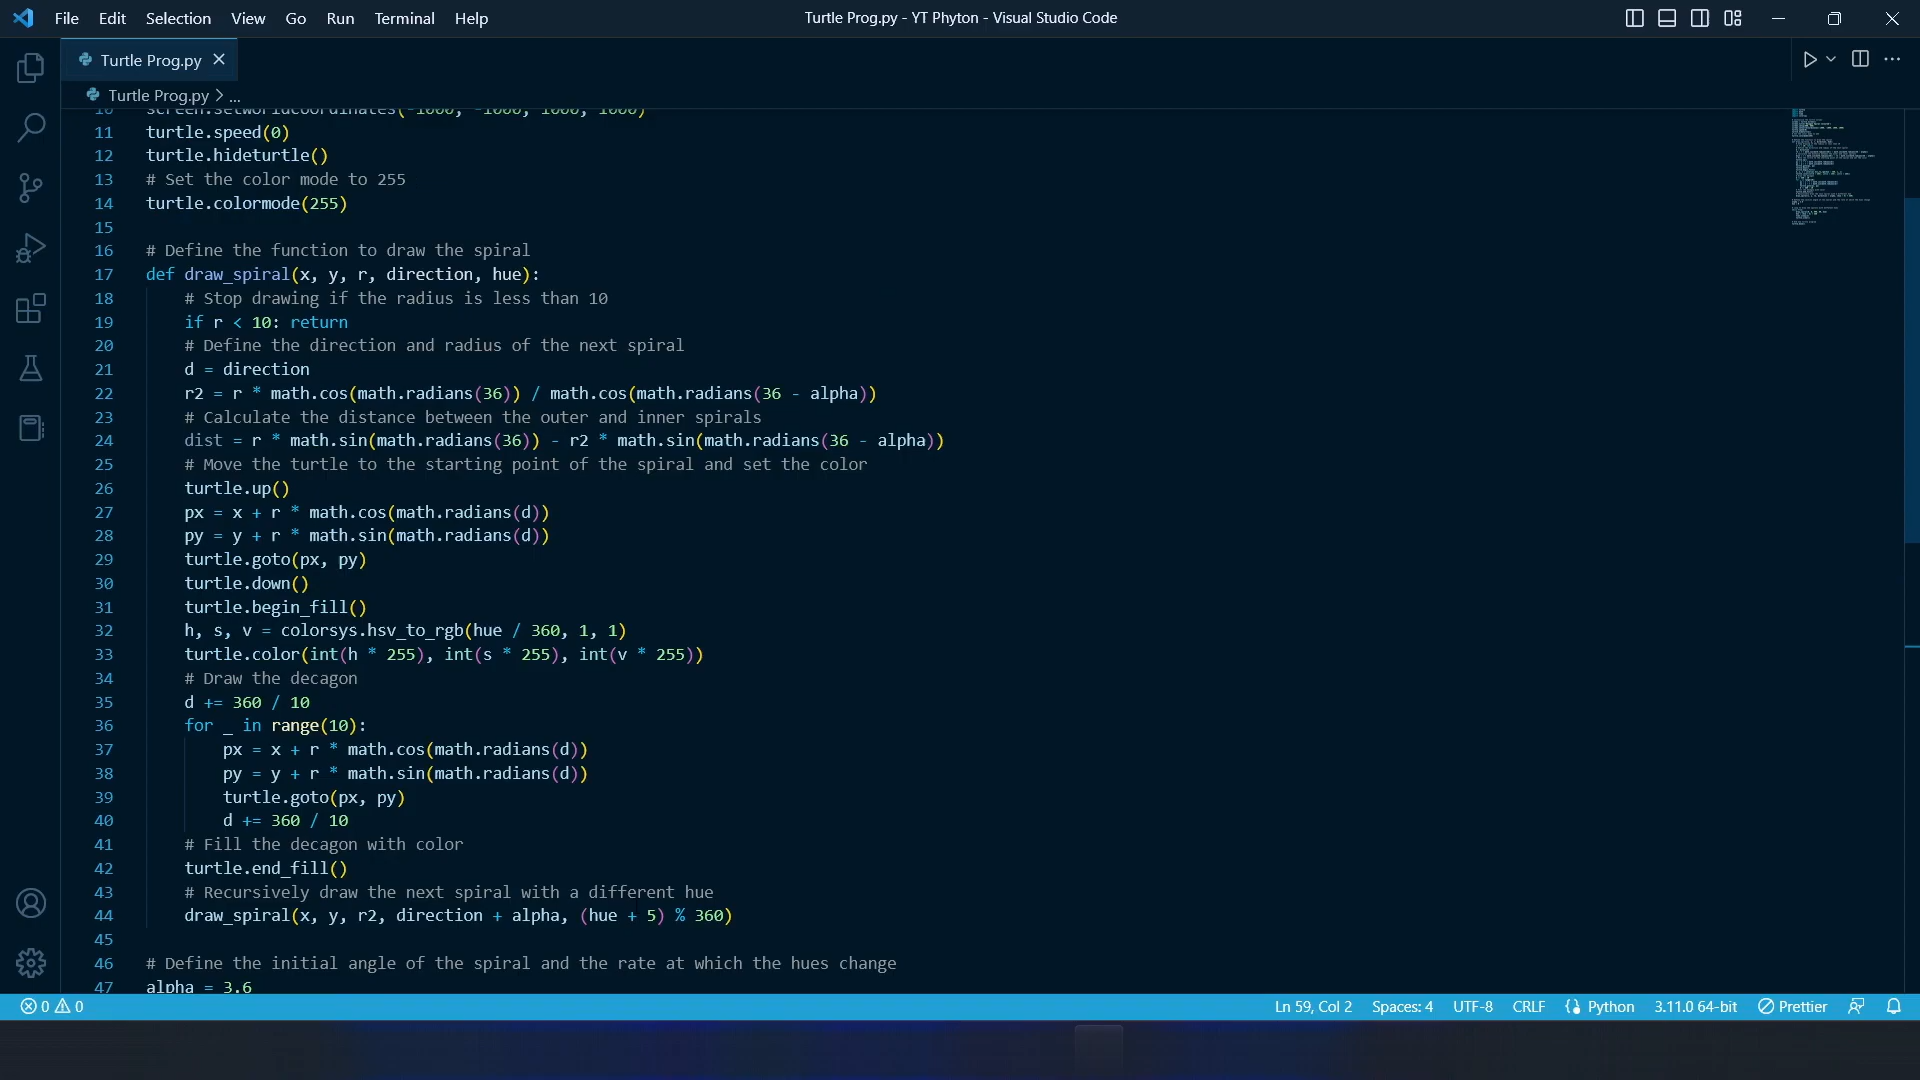 File Edit Selection View Go Run Terminal Help
Turtle Prog.py - YT Phyton - Visual Studio Code
Turtle Prog.py
Turtle Prog.py > ...
10 screen.setworldcoordinates(-1000, -1000, 1000, 1000)
11 turtle.speed(0)
12 turtle.hideturtle()
13 # Set the color mode to 255
14 turtle.colormode(255)
15
16 # Define the function to draw the spiral
17 def draw_spiral(x, y, r, direction, hue):
18     # Stop drawing if the radius is less than 10
19     if r < 10: return
20     # Define the direction and radius of the next spiral
21     d = direction
22     r2 = r * math.cos(math.radians(36)) / math.cos(math.radians(36 - alpha))
23     # Calculate the distance between the outer and inner spirals
24     dist = r * math.sin(math.radians(36)) - r2 * math.sin(math.radians(36 - alpha))
25     # Move the turtle to the starting point of the spiral and set the color
26     turtle.up()
27     px = x + r * math.cos(math.radians(d))
28     py = y + r * math.sin(math.radians(d))
29     turtle.goto(px, py)
30     turtle.down()
31     turtle.begin_fill()
32     h, s, v = colorsys.hsv_to_rgb(hue / 360, 1, 1)
33     turtle.color(int(h * 255), int(s * 255), int(v * 255))
34     # Draw the decagon
35     d += 360 / 10
36     for _ in range(10):
37         px = x + r * math.cos(math.radians(d))
38         py = y + r * math.sin(math.radians(d))
39         turtle.goto(px, py)
40         d += 360 / 10
41     # Fill the decagon with color
42     turtle.end_fill()
43     # Recursively draw the next spiral with a different hue
44     draw_spiral(x, y, r2, direction + alpha, (hue + 5) % 360)
45
46 # Define the initial angle of the spiral and the rate at which the hues change
47 alpha = 3.6
0 0 Ln 59, Col 2 Spaces: 4 UTF-8 CRLF Python 3.11.0 64-bit Prettier